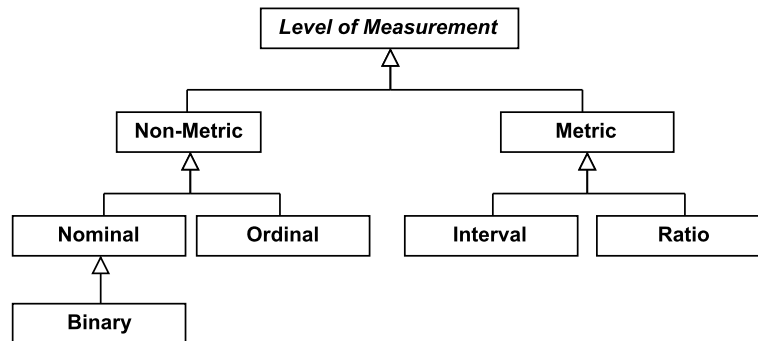 Level of Measurement
Non-Metric
Metric
Nominal
Ordinal
Interval
Ratio
Binary